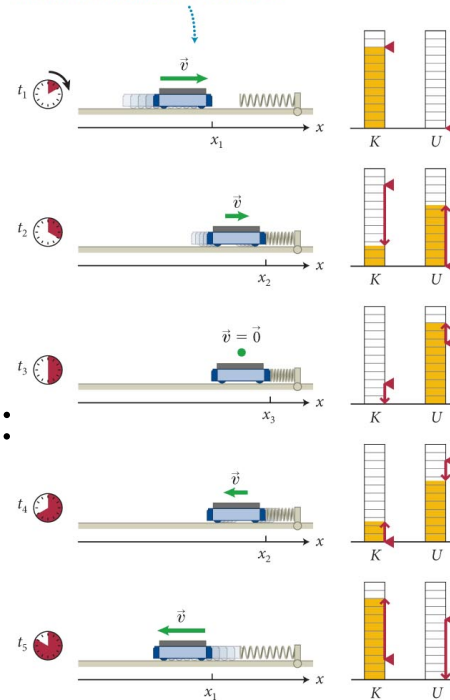 t₁
v⃗
x₁
x
K
U
t₂
v⃗
x₂
x
K
U
t₃
v⃗ = 0⃗
x₃
x
K
U
t₄
v⃗
x₂
x
K
U
t₅
v⃗
x₁
x
K
U